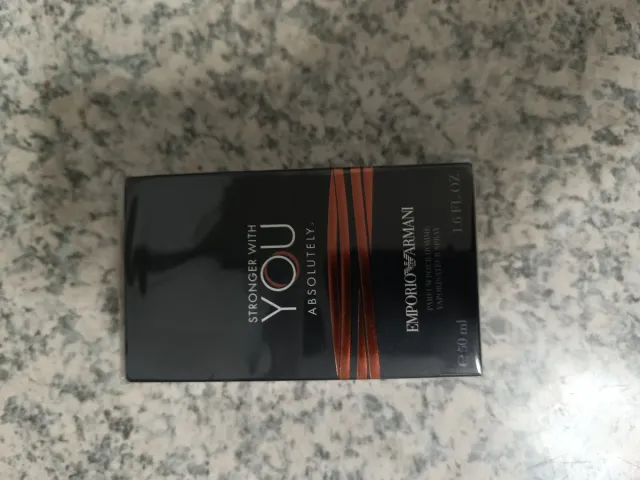 STRONGER WITH
YOU
ABSOLUTELY.
EMPORIO ARMANI
PARFUM POUR HOMME
VAPORISATEUR SPRAY
℮ 50 ml 1.6 FL.OZ.